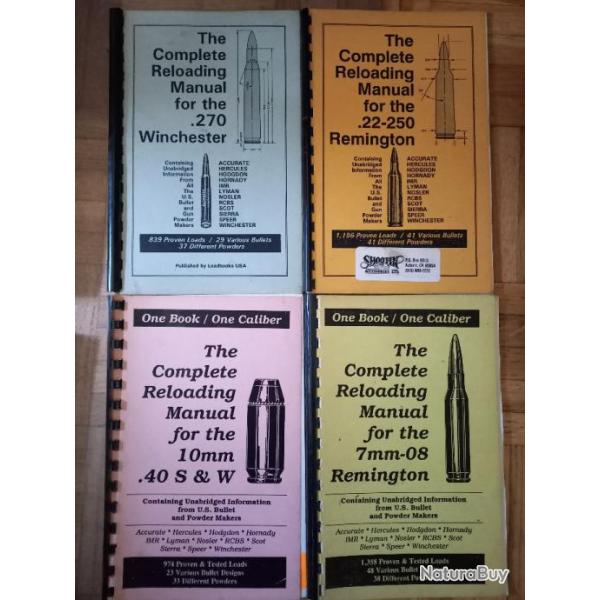 The
Complete
Reloading
Manual
for the
.270
Winchester
Containing
Unabridged
Information
From
All
The
U.S.
Bullet
and
Gun
Powder
Makers
ACCURATE
HERCULES
HODGDON
HORNADY
IMR
LYMAN
NOSLER
RCBS
SCOT
SIERRA
SPEER
WINCHESTER
839 Proven Loads / 29 Various Bullets
37 Different Powders
Published by Loadbooks USA
The
Complete
Reloading
Manual
for the
.22-250
Remington
Containing
Unabridged
Information
From
All
The
U.S.
Bullet
and
Gun
Powder
Makers
ACCURATE
HERCULES
HODGDON
HORNADY
IMR
LYMAN
NOSLER
RCBS
SCOT
SIERRA
SPEER
WINCHESTER
1,106 Proven Loads / 41 Various Bullets
41 Different Powders
SHOOTER
One Book / One Caliber
The
Complete
Reloading
Manual
for the
10mm
.40 S & W
Containing Unabridged Information
from U.S. Bullet
and Powder Makers
Accurate * Hercules * Hodgdon * Hornady
IMR * Lyman * Nosler * RCBS * Scot
Sierra * Speer * Winchester
974 Proven & Tested Loads
23 Various Bullet Designs
33 Different Powders
One Book / One Caliber
The
Complete
Reloading
Manual
for the
7mm-08
Remington
Containing Unabridged Information
from U.S. Bullet
and Powder Makers
Accurate * Hercules * Hodgdon * Hornady
IMR * Lyman * Nosler * RCBS * Scot
Sierra * Speer * Winchester
1,358 Proven & Tested Loads
48 Various Bullet
38 Different Powders
NaturaBuy